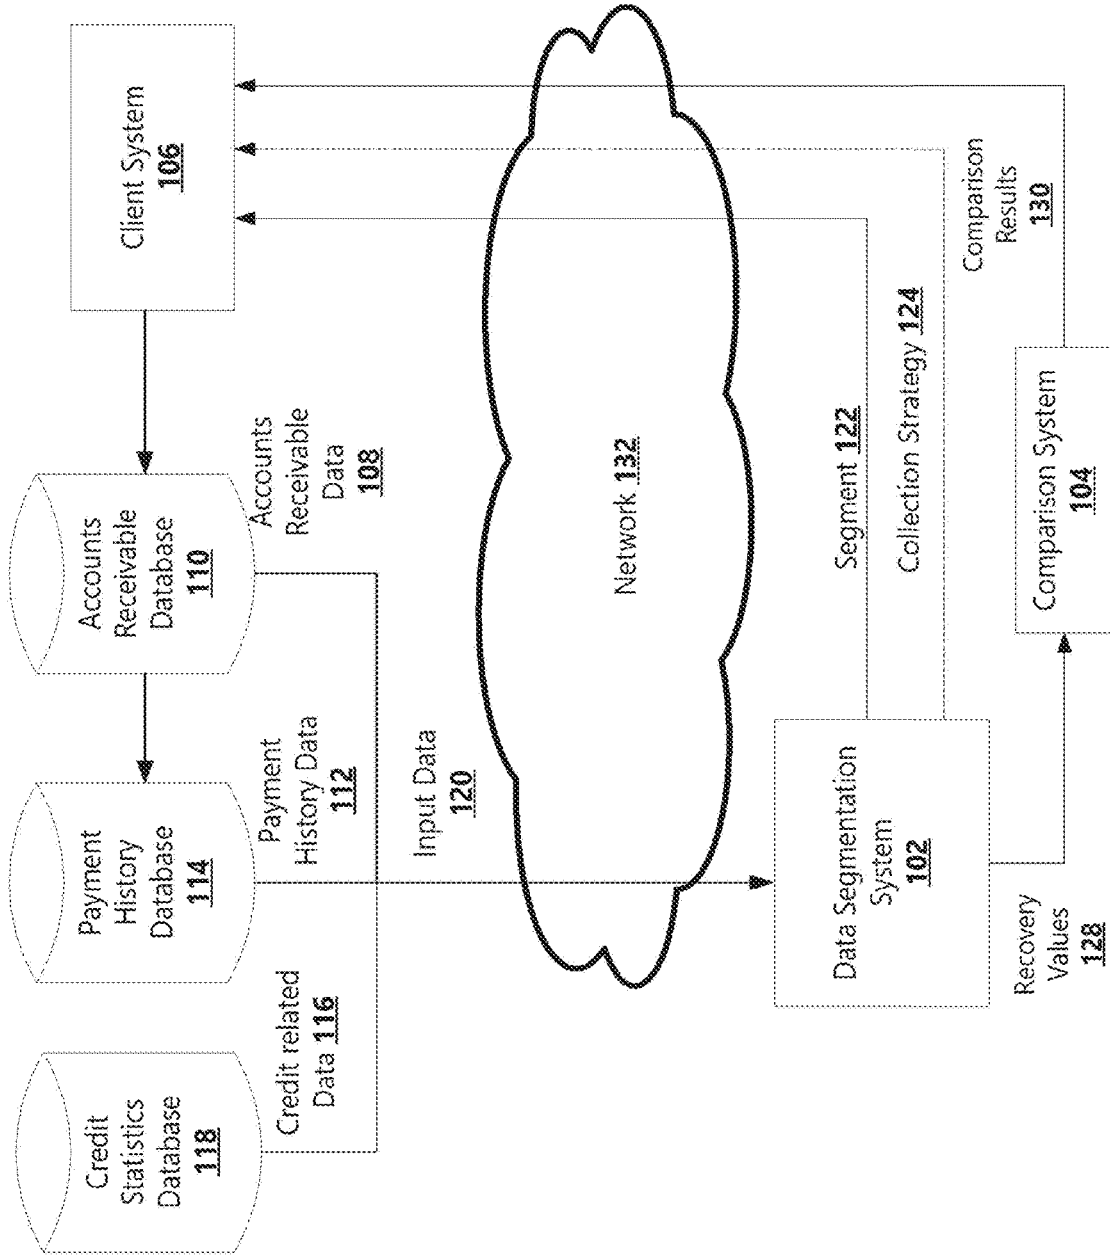 Credit
Statistics
Database
118
Payment
History
Database
114
Accounts
Receivable
Database
110
Client System
106
Credit related
Data 116
Payment
History Data
112
Accounts
Receivable
Data
108
Input Data
120
Network 132
Data Segmentation
System
102
Segment 122
Collection Strategy 124
Comparison
Results
130
Recovery
Values
128
Comparison System
104